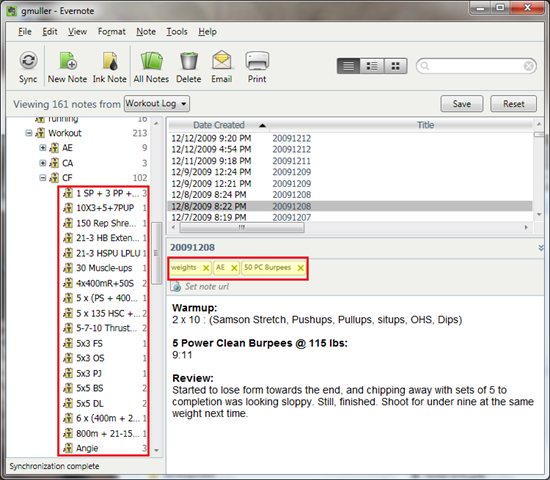 gmuller - Evernote
File Edit View Format Note Tools Help
Sync New Note Ink Note All Notes Delete Email Print
Viewing 161 notes from Workout Log Save Reset
running 16
Workout 213
AE 9
CA 3
CF 102
1 SP + 3 PP +... 3
10X3+5+7PUP 1
150 Rep Shre... 1
21-3 HB Exten... 1
21-3 HSPU LPLU 1
30 Muscle-ups 1
4x400mR+50S 2
5 x (PS + 400... 1
5 x 135 HSC +... 2
5-7-10 Thrust... 1
5x3 FS 1
5x3 OS 1
5x3 PJ 1
5x5 BS 2
5x5 DL 2
6 x (400m + 2... 1
800m + 21-15... 1
Angie 3
Synchronization complete
Date Created Title
12/12/2009 9:20 PM 20091212
12/12/2009 4:54 PM 20091212
12/11/2009 9:18 PM 20091211
12/9/2009 12:24 PM 20091209
12/9/2009 12:21 PM 20091209
12/8/2009 8:24 PM 20091208
12/8/2009 8:22 PM 20091208
12/7/2009 8:19 PM 20091207
20091208
weights AE 50 PC Burpees
Set note url
Warmup:
2 x 10 : (Samson Stretch, Pushups, Pullups, situps, OHS, Dips)
5 Power Clean Burpees @ 115 lbs:
9:11
Review:
Started to lose form towards the end, and chipping away with sets of 5 to
completion was looking sloppy. Still, finished. Shoot for under nine at the same
weight next time.